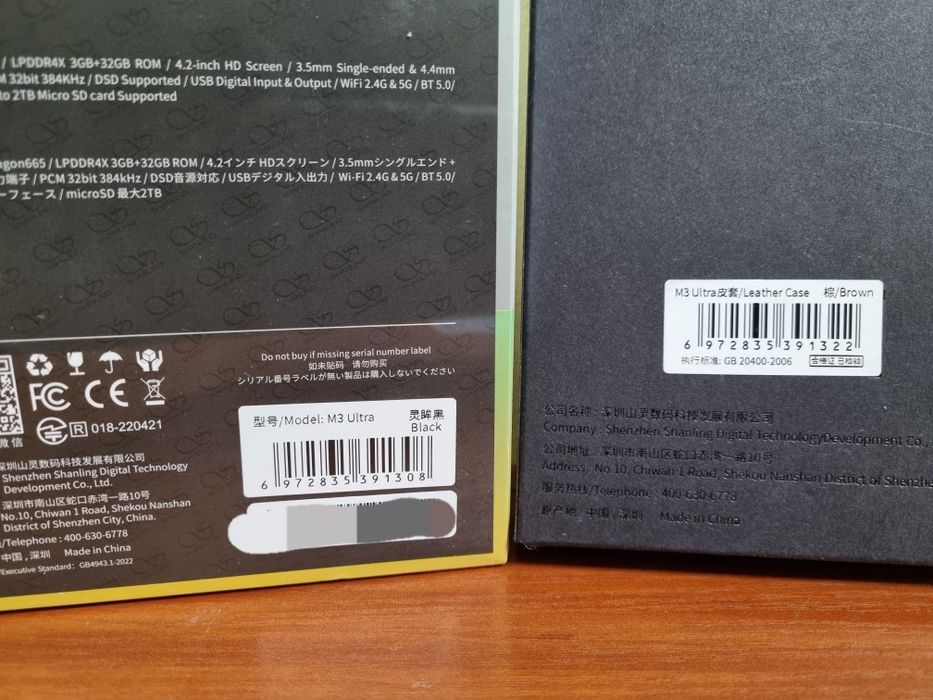 / LPDDR4X 3GB+32GB ROM / 4.2-inch HD Screen / 3.5mm Single-ended & 4.4mm
32bit 384KHz / DSD Supported / USB Digital Input & Output / WiFi 2.4G & 5G / BT 5.0/
to 2TB Micro SD card Supported
/ LPDDR4X 3GB+32GB ROM / 4.2インチ HDスクリーン / 3.5mmシングルエンド +
力端子 / PCM 32bit 384kHz / DSD音源対応 / USBデジタル入出力 / Wi-Fi 2.4G & 5G / BT 5.0/
ーフェース / microSD 最大2TB
Do not buy if missing serial number label
如未贴码 请勿购买
シリアル番号ラベルが無い製品は購入しないでください
FC CE
R 018-220421
微信
深圳山灵数码科技发展有限公司
Shenzhen Shanling Digital Technology
Development Co., Ltd.
深圳市南山区蛇口赤湾一路10号
No.10, Chiwan 1 Road, Shekou Nanshan
District of Shenzhen City, China.
/Telephone : 400-630-6778
中国 , 深圳 Made in China
/Executive Standard : GB4943.1-2022
型号/Model: M3 Ultra 灵眸黑
Black
6 972835 391308
M3 Ultra皮套/Leather Case 棕/Brown
6 972835 391322
执行标准: GB 20400-2006 合格证 已检验
公司名称 : 深圳山灵数码科技发展有限公司
Company : Shenzhen Shanling Digital TechnologyDevelopment Co.,
公司地址 : 深圳市南山区蛇口赤湾一路10号
Address : No.10, Chiwan 1 Road, Shekou Nanshan District of
服务热线/Telephone : 400-630-6778
原产地 : 中国 , 深圳 Made in China